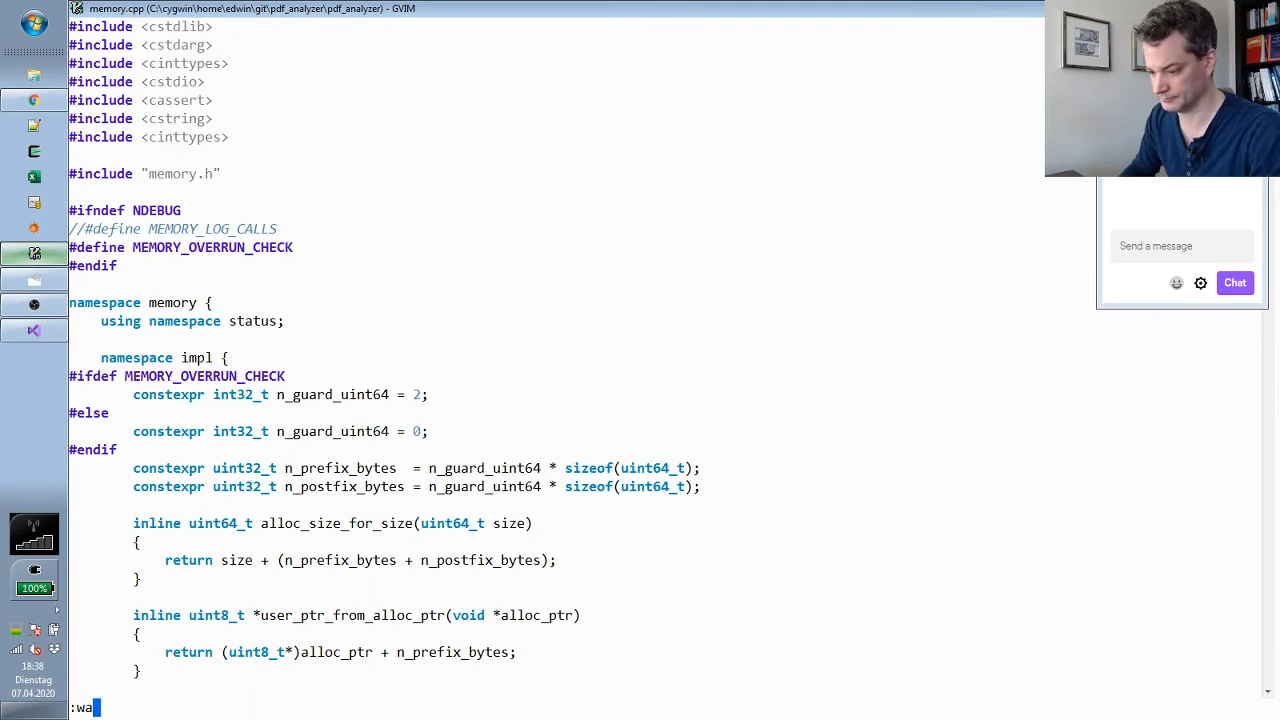 memory.cpp (C:\cygwin\home\edwin\git\pdf_analyzer\pdf_analyzer) - GVIM
#include <cstdlib>
#include <cstdarg>
#include <cinttypes>
#include <cstdio>
#include <cassert>
#include <cstring>
#include <cinttypes>
#include "memory.h"
#ifndef NDEBUG
//#define MEMORY_LOG_CALLS
#define MEMORY_OVERRUN_CHECK
#endif
namespace memory {
using namespace status;
namespace impl {
#ifdef MEMORY_OVERRUN_CHECK
constexpr int32_t n_guard_uint64 = 2;
#else
constexpr int32_t n_guard_uint64 = 0;
#endif
constexpr uint32_t n_prefix_bytes  = n_guard_uint64 * sizeof(uint64_t);
constexpr uint32_t n_postfix_bytes = n_guard_uint64 * sizeof(uint64_t);
inline uint64_t alloc_size_for_size(uint64_t size)
{
return size + (n_prefix_bytes + n_postfix_bytes);
}
inline uint8_t *user_ptr_from_alloc_ptr(void *alloc_ptr)
{
return (uint8_t*)alloc_ptr + n_prefix_bytes;
}
:wa
Send a message
Chat
100%
18:38
Dienstag
07.04.2020